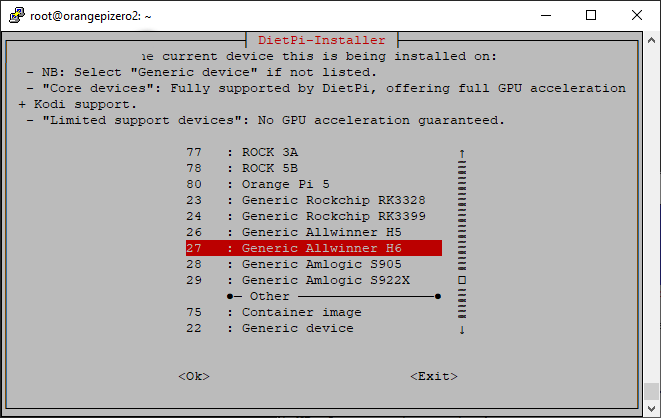 root@orangepizero2: ~
DietPi-Installer
he current device this is being installed on:
- NB: Select "Generic device" if not listed.
- "Core devices": Fully supported by DietPi, offering full GPU acceleration
+ Kodi support.
- "Limited support devices": No GPU acceleration guaranteed.
77 : ROCK 3A
78 : ROCK 5B
80 : Orange Pi 5
23 : Generic Rockchip RK3328
24 : Generic Rockchip RK3399
26 : Generic Allwinner H5
27 : Generic Allwinner H6
28 : Generic Amlogic S905
29 : Generic Amlogic S922X
●─ Other ─────────────────●
75 : Container image
22 : Generic device
<Ok> <Exit>